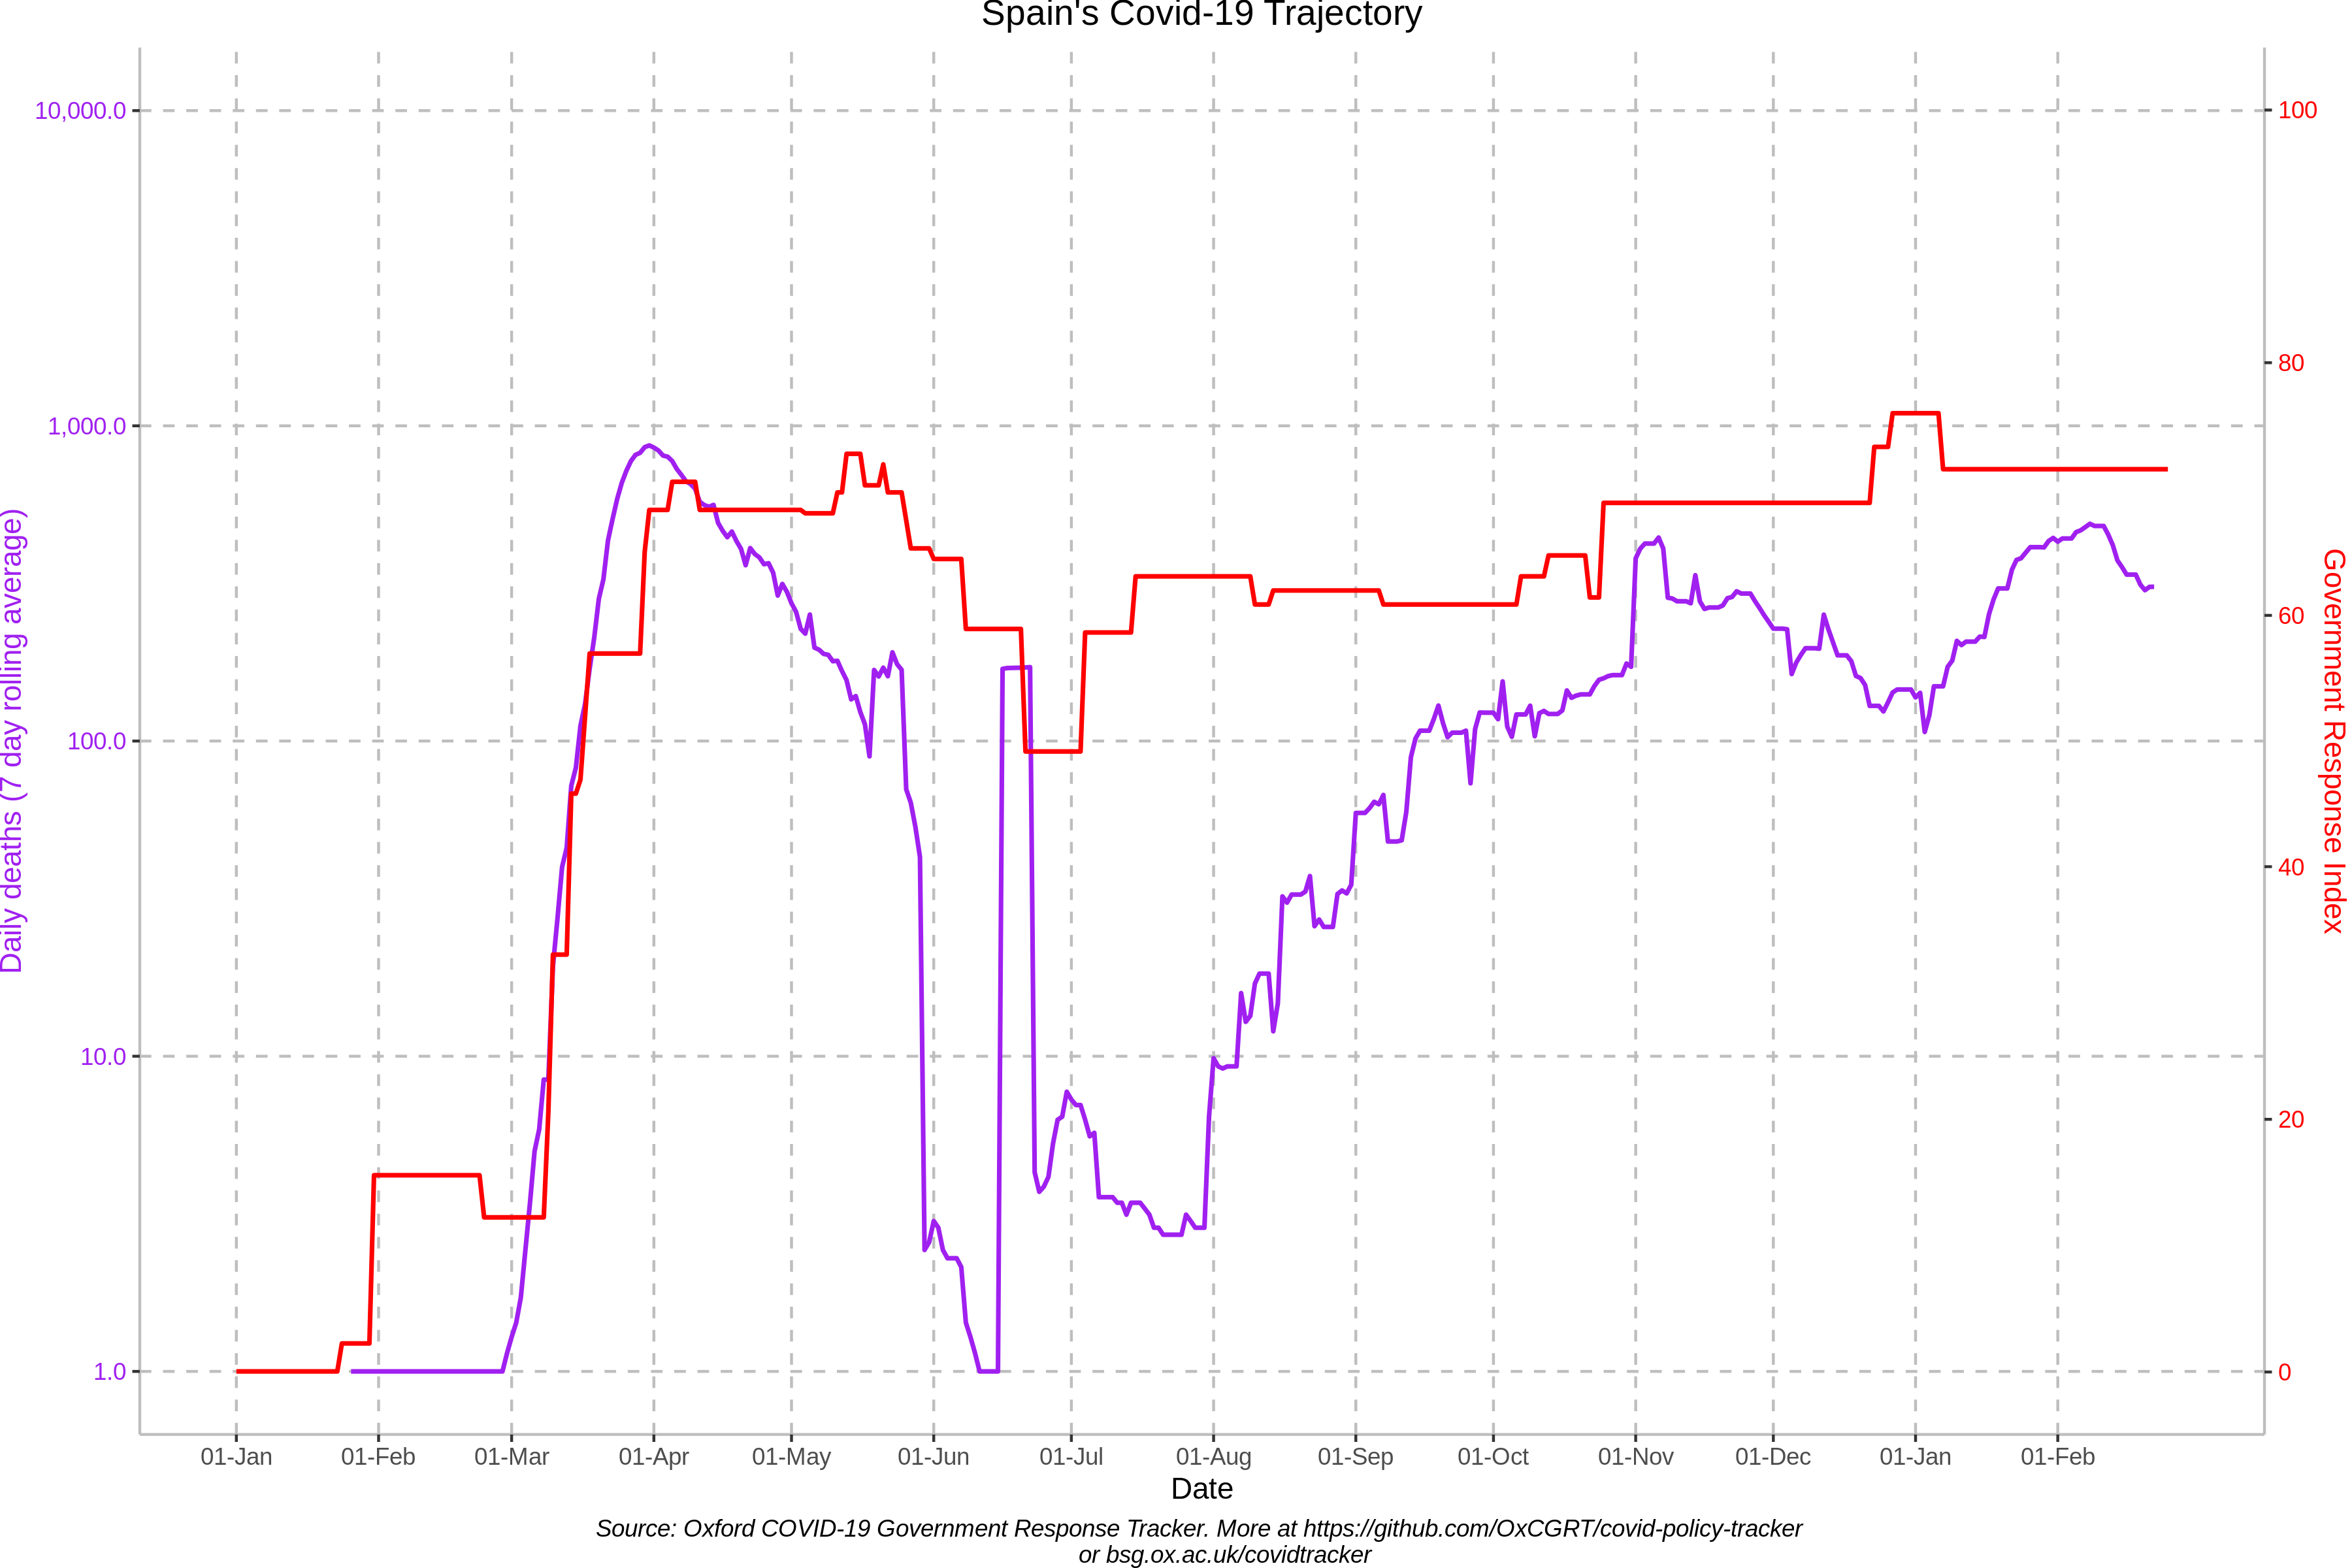 Spain's Covid-19 Trajectory
10,000.0
1,000.0
100.0
10.0
1.0
Daily deaths (7 day rolling average)
100
80
60
40
20
0
Government Response Index
01-Jan 01-Feb 01-Mar 01-Apr 01-May 01-Jun 01-Jul 01-Aug 01-Sep 01-Oct 01-Nov 01-Dec 01-Jan 01-Feb
Date
Source: Oxford COVID-19 Government Response Tracker. More at https://github.com/OxCGRT/covid-policy-tracker
or bsg.ox.ac.uk/covidtracker